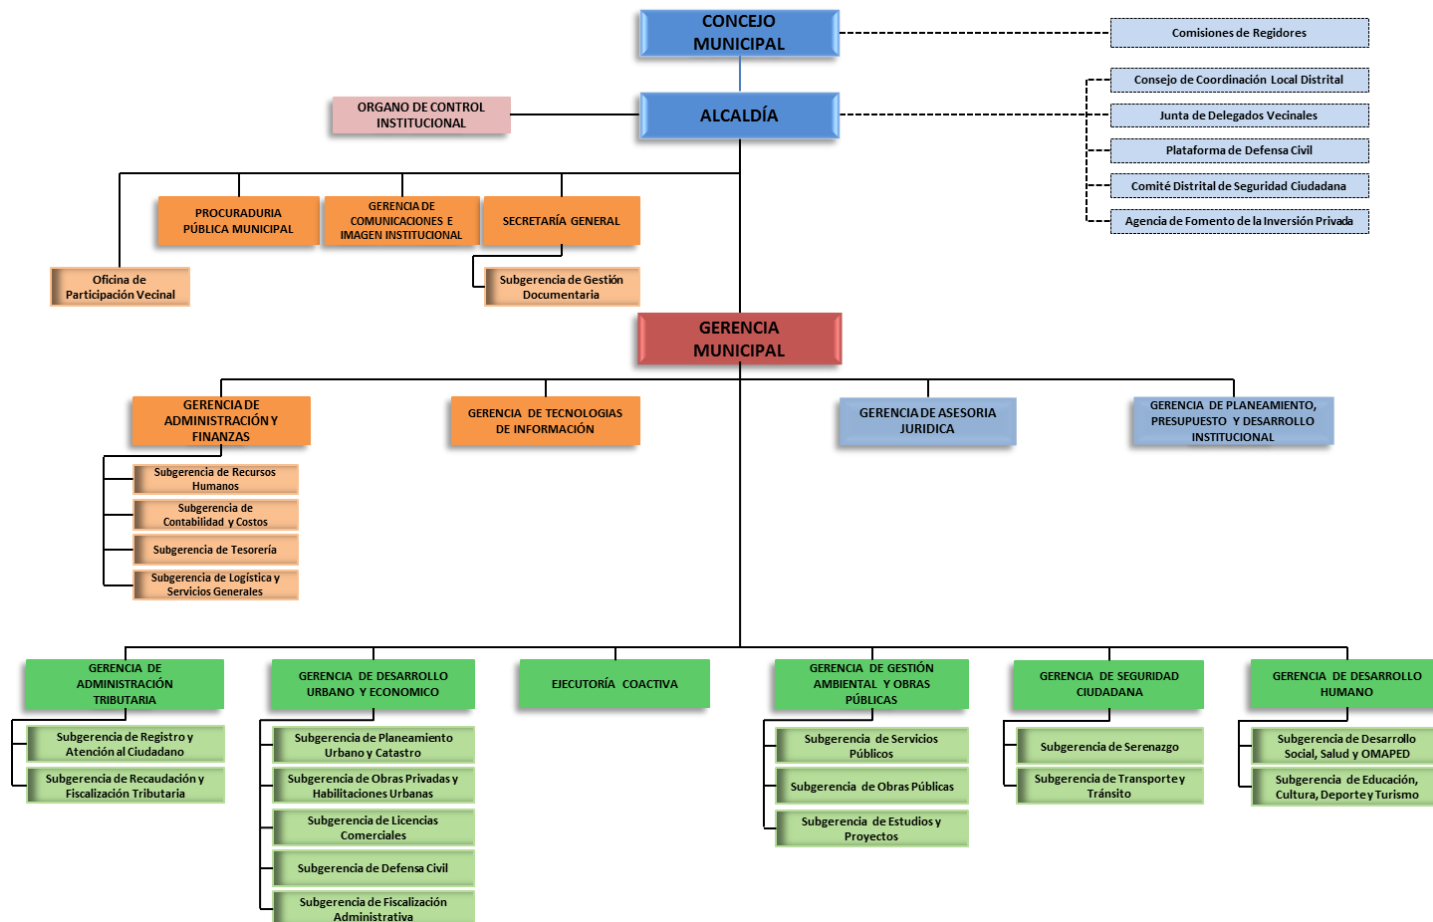 CONCEJO
MUNICIPAL
Comisiones de Regidores
Consejo de Coordinación Local Distrital
ORGANO DE CONTROL
INSTITUCIONAL
ALCALDÍA
Junta de Delegados Vecinales
Plataforma de Defensa Civil
Comité Distrital de Seguridad Ciudadana
Agencia de Fomento de la Inversión Privada
PROCURADURIA
PÚBLICA MUNICIPAL
GERENCIA DE
COMUNICACIONES E
IMAGEN INSTITUCIONAL
SECRETARÍA GENERAL
Oficina de
Participación Vecinal
Subgerencia de Gestión
Documentaria
GERENCIA
MUNICIPAL
GERENCIA DE
ADMINISTRACIÓN Y
FINANZAS
GERENCIA DE TECNOLOGIAS
DE INFORMACIÓN
GERENCIA DE ASESORIA
JURIDICA
GERENCIA DE PLANEAMIENTO,
PRESUPUESTO Y DESARROLLO
INSTITUCIONAL
Subgerencia de Recursos
Humanos
Subgerencia de
Contabilidad y Costos
Subgerencia de Tesorería
Subgerencia de Logística y
Servicios Generales
GERENCIA DE
ADMINISTRACIÓN
TRIBUTARIA
GERENCIA DE DESARROLLO
URBANO Y ECONOMICO
EJECUTORÍA COACTIVA
GERENCIA DE GESTIÓN
AMBIENTAL Y OBRAS
PÚBLICAS
GERENCIA DE SEGURIDAD
CIUDADANA
GERENCIA DE DESARROLLO
HUMANO
Subgerencia de Registro y
Atención al Ciudadano
Subgerencia de Recaudación y
Fiscalización Tributaria
Subgerencia de Planeamiento
Urbano y Catastro
Subgerencia de Obras Privadas y
Habilitaciones Urbanas
Subgerencia de Licencias
Comerciales
Subgerencia de Defensa Civil
Subgerencia de Fiscalización
Administrativa
Subgerencia de Servicios
Públicos
Subgerencia de Obras Públicas
Subgerencia de Estudios y
Proyectos
Subgerencia de Serenazgo
Subgerencia de Transporte y
Tránsito
Subgerencia de Desarrollo
Social, Salud y OMAPED
Subgerencia de Educación,
Cultura, Deporte y Turismo